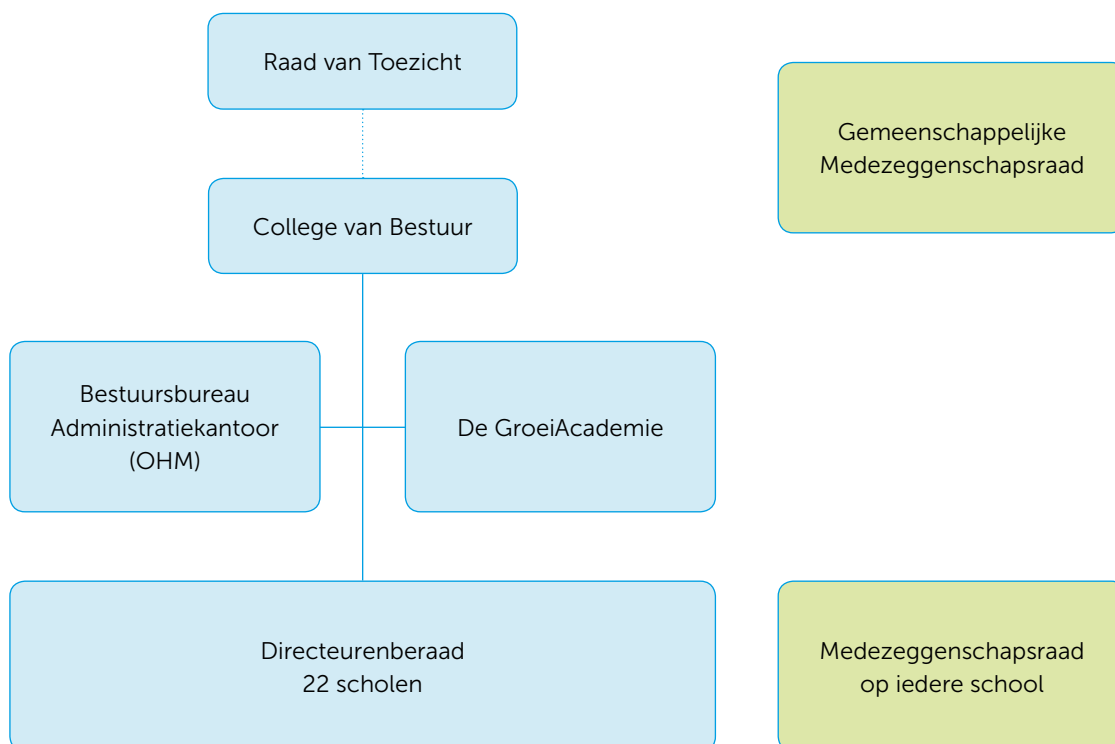 Raad van Toezicht
Gemeenschappelijke
Medezeggenschapsraad
College van Bestuur
Bestuursbureau
Administratiekantoor
(OHM)
De GroeiAcademie
Directeurenberaad
22 scholen
Medezeggenschapsraad
op iedere school